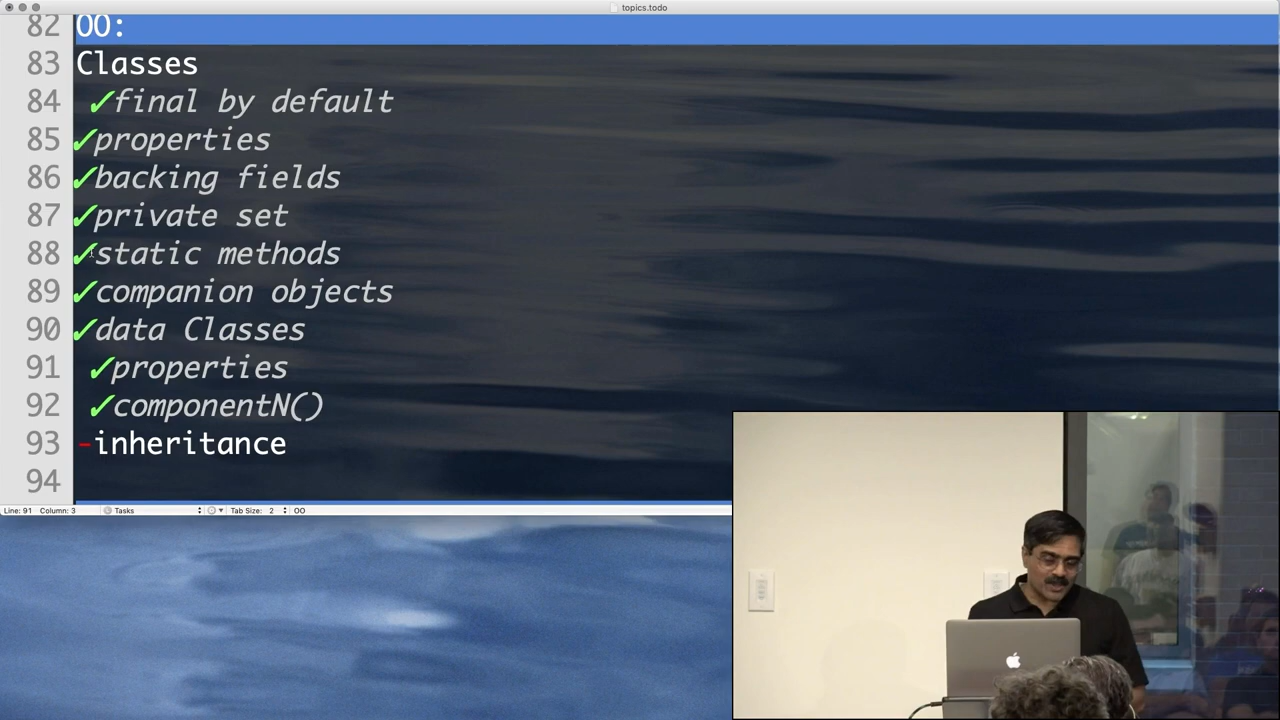 topics.todo
82 OO:
83 Classes
84 ✓final by default
85 ✓properties
86 ✓backing fields
87 ✓private set
88 ✓static methods
89 ✓companion objects
90 ✓data Classes
91 ✓properties
92 ✓componentN()
93 -inheritance
94
Line: 91 Column: 3 Tasks Tab Size: 2 OO